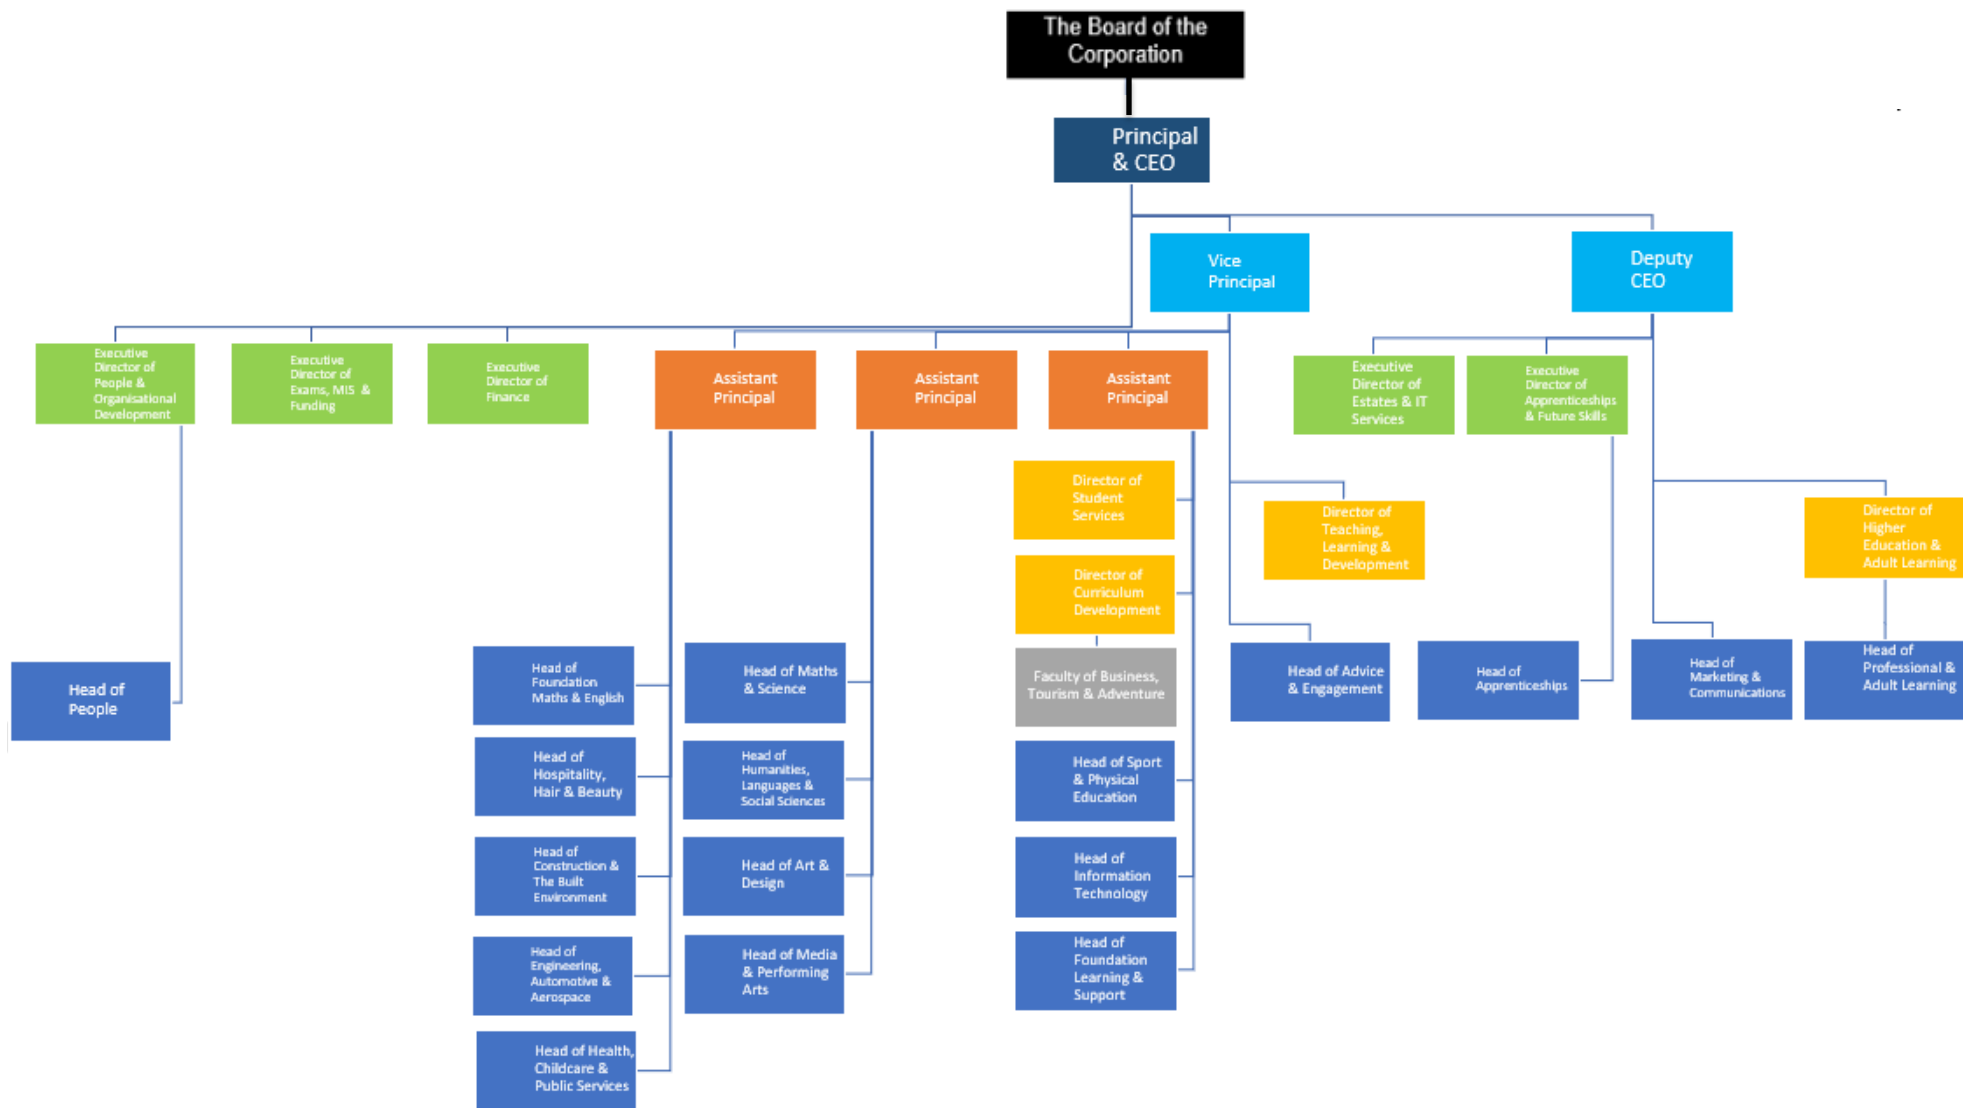 The Board of the
Corporation
Principal
& CEO
Vice
Principal
Deputy
CEO
Executive
Director of
People &
Organisational
Development
Executive
Director of
Exams, MIS &
Funding
Executive
Director of
Finance
Assistant
Principal
Assistant
Principal
Assistant
Principal
Executive
Director of
Estates & IT
Services
Executive
Director of
Apprenticeships
& Future Skills
Director of
Student
Services
Director of
Teaching,
Learning &
Development
Director of
Higher
Education &
Adult Learning
Director of
Curriculum
Development
Head of
People
Head of
Foundation
Maths & English
Head of Maths
& Science
Faculty of Business,
Tourism & Adventure
Head of Advice
& Engagement
Head of
Apprenticeships
Head of
Marketing &
Communications
Head of
Professional &
Adult Learning
Head of
Hospitality,
Hair & Beauty
Head of
Humanities,
Languages &
Social Sciences
Head of Sport
& Physical
Education
Head of
Construction &
The Built
Environment
Head of Art &
Design
Head of
Information
Technology
Head of
Engineering,
Automotive &
Aerospace
Head of Media
& Performing
Arts
Head of
Foundation
Learning &
Support
Head of Health,
Childcare &
Public Services